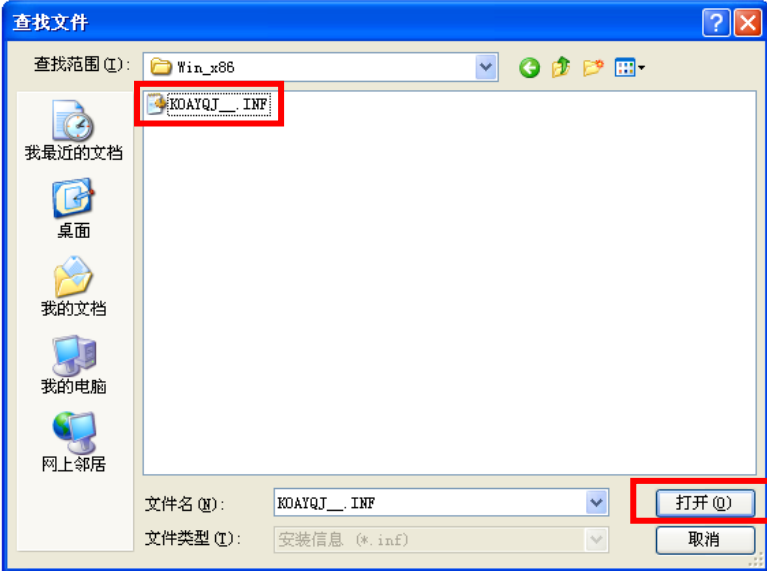 查找文件
查找范围(I):
Win_x86
KOAYQJ__.INF
我最近的文档
桌面
我的文档
我的电脑
网上邻居
文件名(N):
KOAYQJ__.INF
打开(O)
文件类型(T):
安装信息 (*.inf)
取消